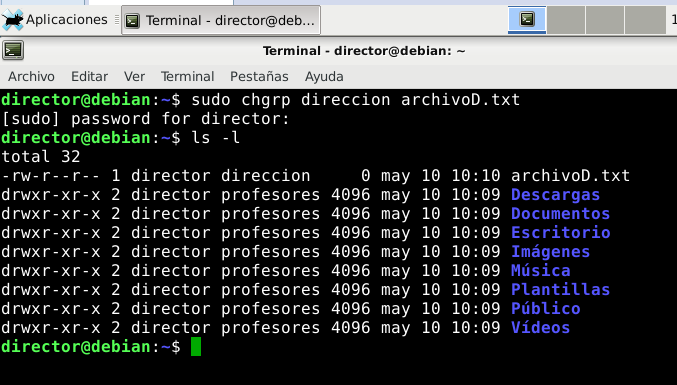 Aplicaciones Terminal - director@deb...
Terminal - director@debian: ~
Archivo Editar Ver Terminal Pestañas Ayuda
director@debian:~$ sudo chgrp direccion archivoD.txt
[sudo] password for director:
director@debian:~$ ls -l
total 32
-rw-r--r-- 1 director direccion     0 may 10 10:10 archivoD.txt
drwxr-xr-x 2 director profesores 4096 may 10 10:09 Descargas
drwxr-xr-x 2 director profesores 4096 may 10 10:09 Documentos
drwxr-xr-x 2 director profesores 4096 may 10 10:09 Escritorio
drwxr-xr-x 2 director profesores 4096 may 10 10:09 Imágenes
drwxr-xr-x 2 director profesores 4096 may 10 10:09 Música
drwxr-xr-x 2 director profesores 4096 may 10 10:09 Plantillas
drwxr-xr-x 2 director profesores 4096 may 10 10:09 Público
drwxr-xr-x 2 director profesores 4096 may 10 10:09 Vídeos
director@debian:~$